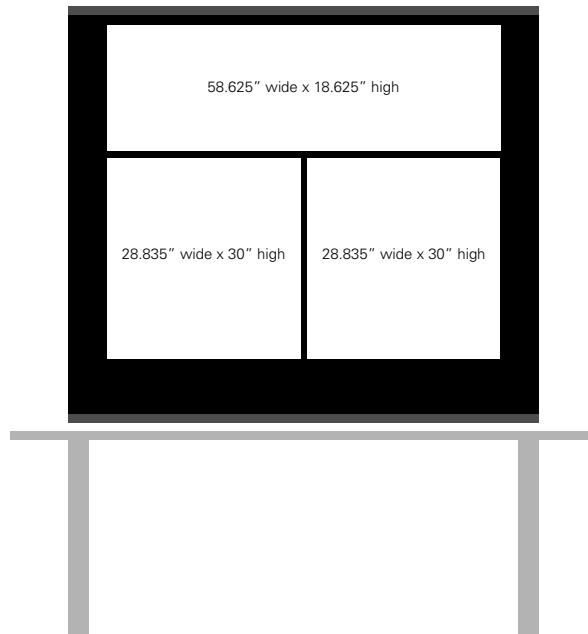 58.625” wide x 18.625” high
28.835” wide x 30” high
28.835” wide x 30” high